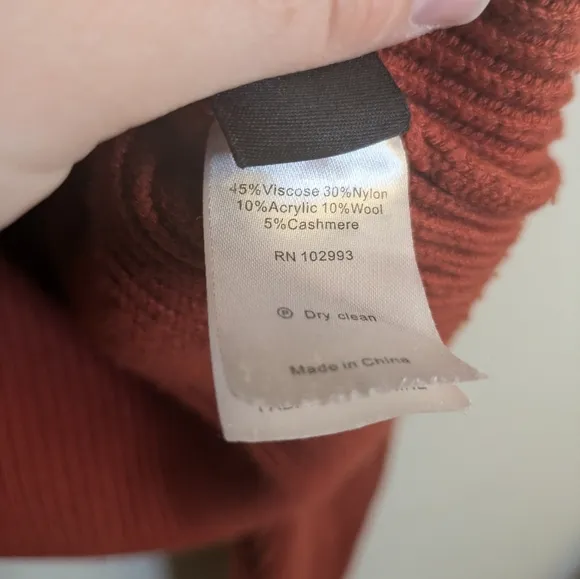 45%Viscose 30%Nylon
10%Acrylic 10%Wool
5%Cashmere
RN 102993
Ⓟ Dry clean
Made in China